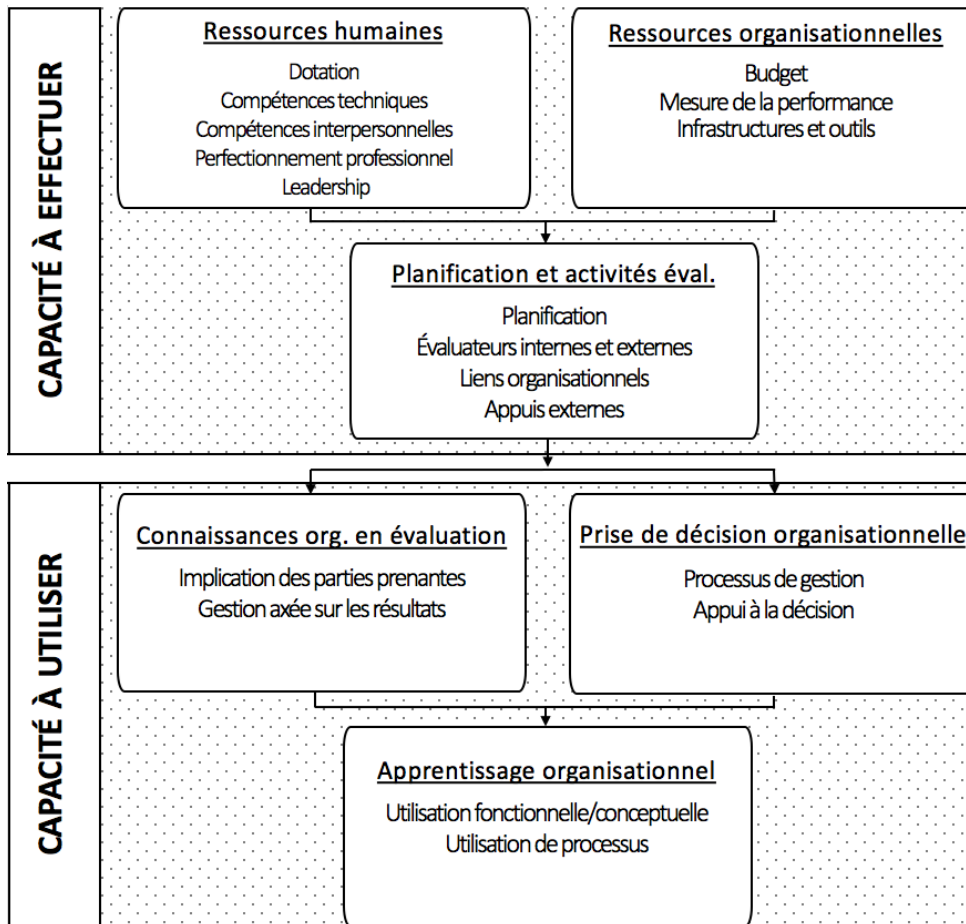 CAPACITÉ À EFFECTUER
Ressources humaines
Dotation
Compétences techniques
Compétences interpersonnelles
Perfectionnement professionnel
Leadership
Ressources organisationnelles
Budget
Mesure de la performance
Infrastructures et outils
Planification et activités éval.
Planification
Évaluateurs internes et externes
Liens organisationnels
Appuis externes
CAPACITÉ À UTILISER
Connaissances org. en évaluation
Implication des parties prenantes
Gestion axée sur les résultats
Prise de décision organisationnelle
Processus de gestion
Appui à la décision
Apprentissage organisationnel
Utilisation fonctionnelle/conceptuelle
Utilisation de processus